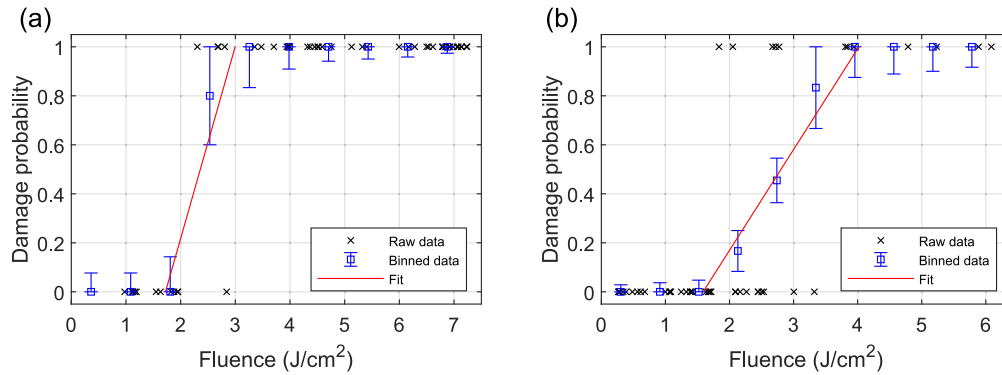 (a)
Damage probability
1
0.8
0.6
0.4
0.2
0
0 1 2 3 4 5 6 7
Fluence (J/cm²)
Raw data
Binned data
Fit
(b)
Damage probability
1
0.8
0.6
0.4
0.2
0
0 1 2 3 4 5 6
Fluence (J/cm²)
Raw data
Binned data
Fit